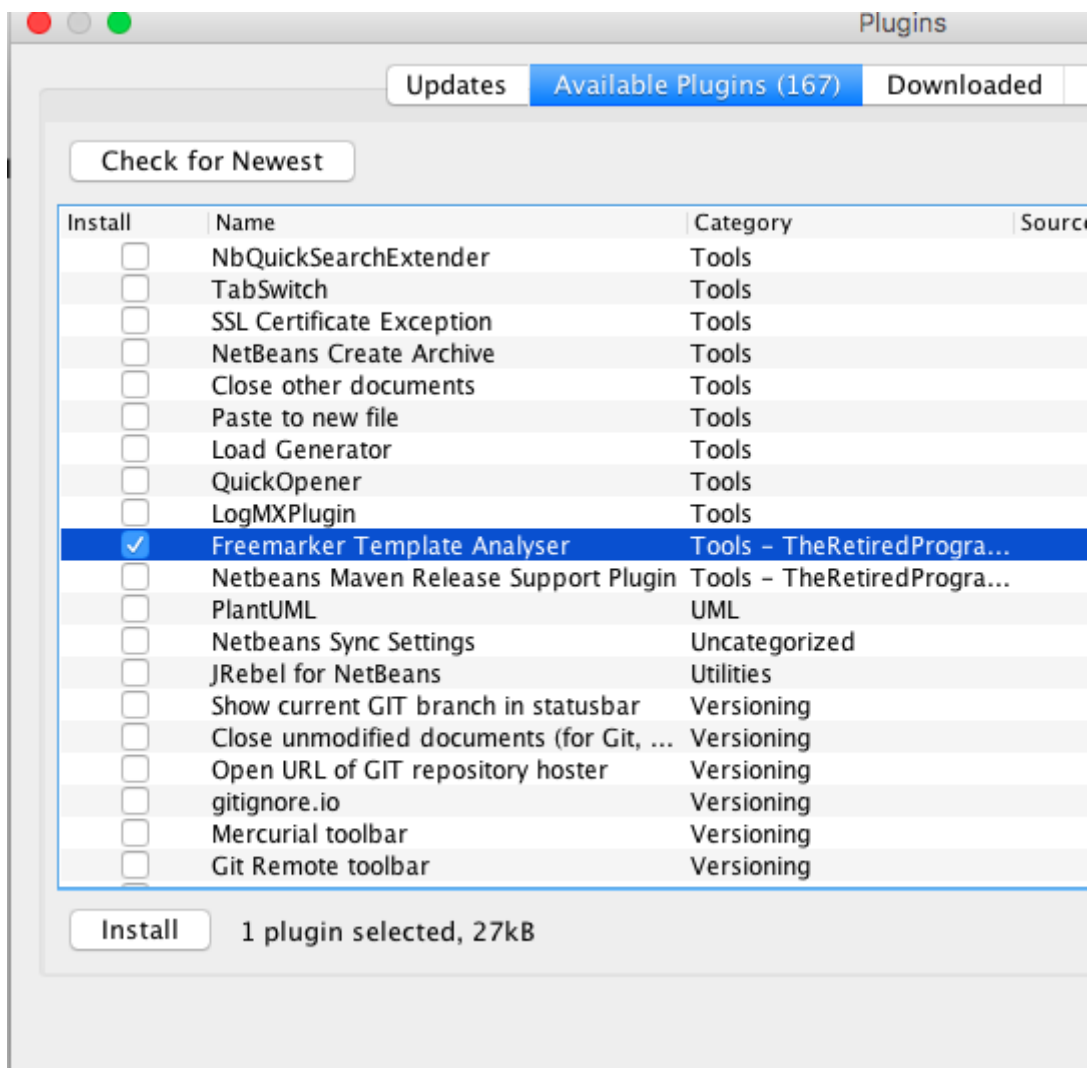 Plugins
Updates Available Plugins (167) Downloaded
Check for Newest
Install Name Category Source
NbQuickSearchExtender Tools
TabSwitch Tools
SSL Certificate Exception Tools
NetBeans Create Archive Tools
Close other documents Tools
Paste to new file Tools
Load Generator Tools
QuickOpener Tools
LogMXPlugin Tools
Freemarker Template Analyser Tools – TheRetiredProgra...
Netbeans Maven Release Support Plugin Tools – TheRetiredProgra...
PlantUML UML
Netbeans Sync Settings Uncategorized
JRebel for NetBeans Utilities
Show current GIT branch in statusbar Versioning
Close unmodified documents (for Git, ... Versioning
Open URL of GIT repository hoster Versioning
gitignore.io Versioning
Mercurial toolbar Versioning
Git Remote toolbar Versioning
Install 1 plugin selected, 27kB